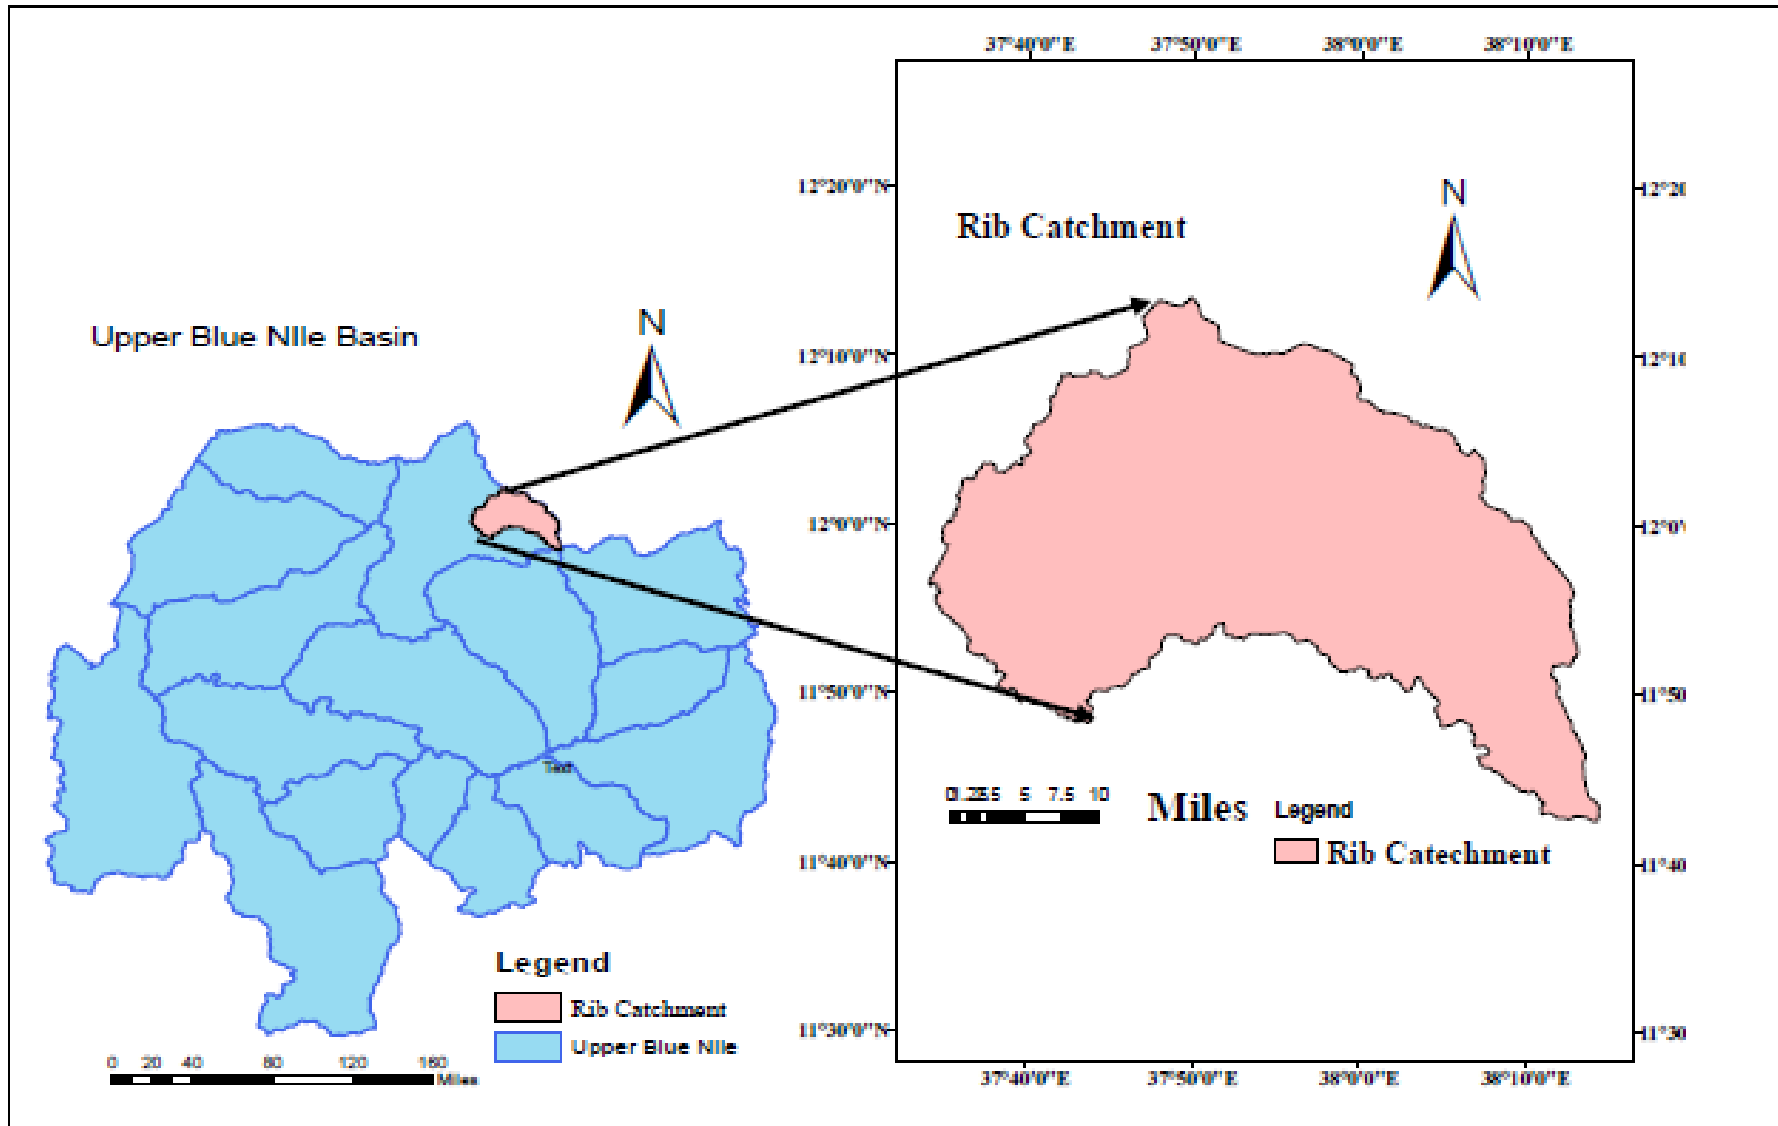 37°40'0"E 37°50'0"E 38°0'0"E 38°10'0"E
12°20'0"N 12°20
N
Rib Catchment
N
Upper Blue NIle Basin
12°10'0"N 12°10
12°0'0"N 12°0'
11°50'0"N 11°50
Text
5 7.5 10 Miles Legend
Rib Catechment
11°40'0"N 11°40
Legend
Rib Catchment
Upper Blue NIle
11°30'0"N 11°30
0 20 40 80 120 160
Miles
37°40'0"E 37°50'0"E 38°0'0"E 38°10'0"E